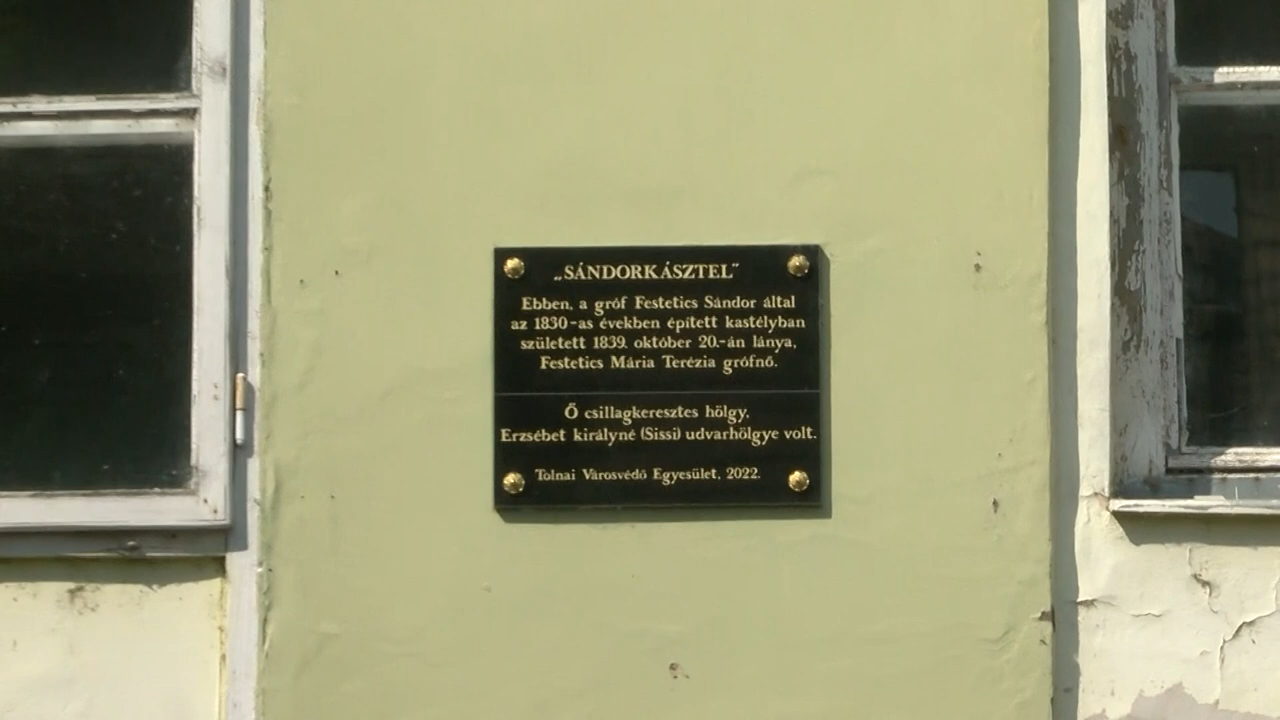 „SÁNDORKÁSZTEL”
Ebben, a gróf Festetics Sándor által
az 1830-as években épített kastélyban
született 1839. október 20.-án lánya,
Festetics Mária Terézia grófnő.
Ő csillagkeresztes hölgy,
Erzsébet királyné (Sissi) udvarhölgye volt.
Tolnai Városvédő Egyesület, 2022.